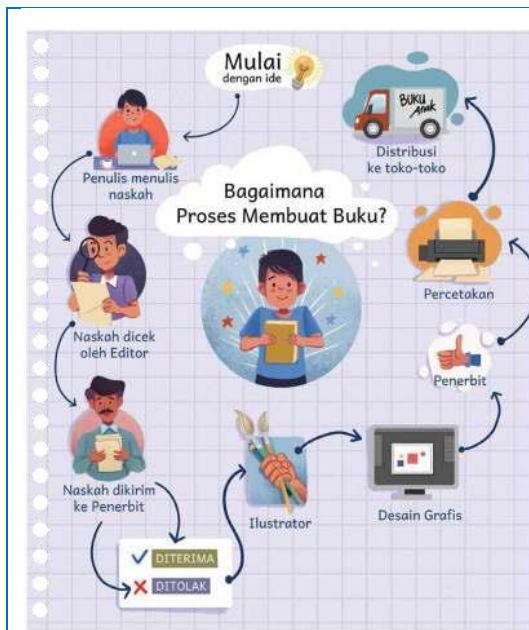 Mulai
dengan ide
Penulis menulis
naskah
Naskah dicek
oleh Editor
Naskah dikirim
ke Penerbit
DITERIMA
DITOLAK
Ilustrator
Desain Grafis
Penerbit
Percetakan
BUKU
Anak
Distribusi
ke toko-toko
Bagaimana
Proses Membuat Buku?